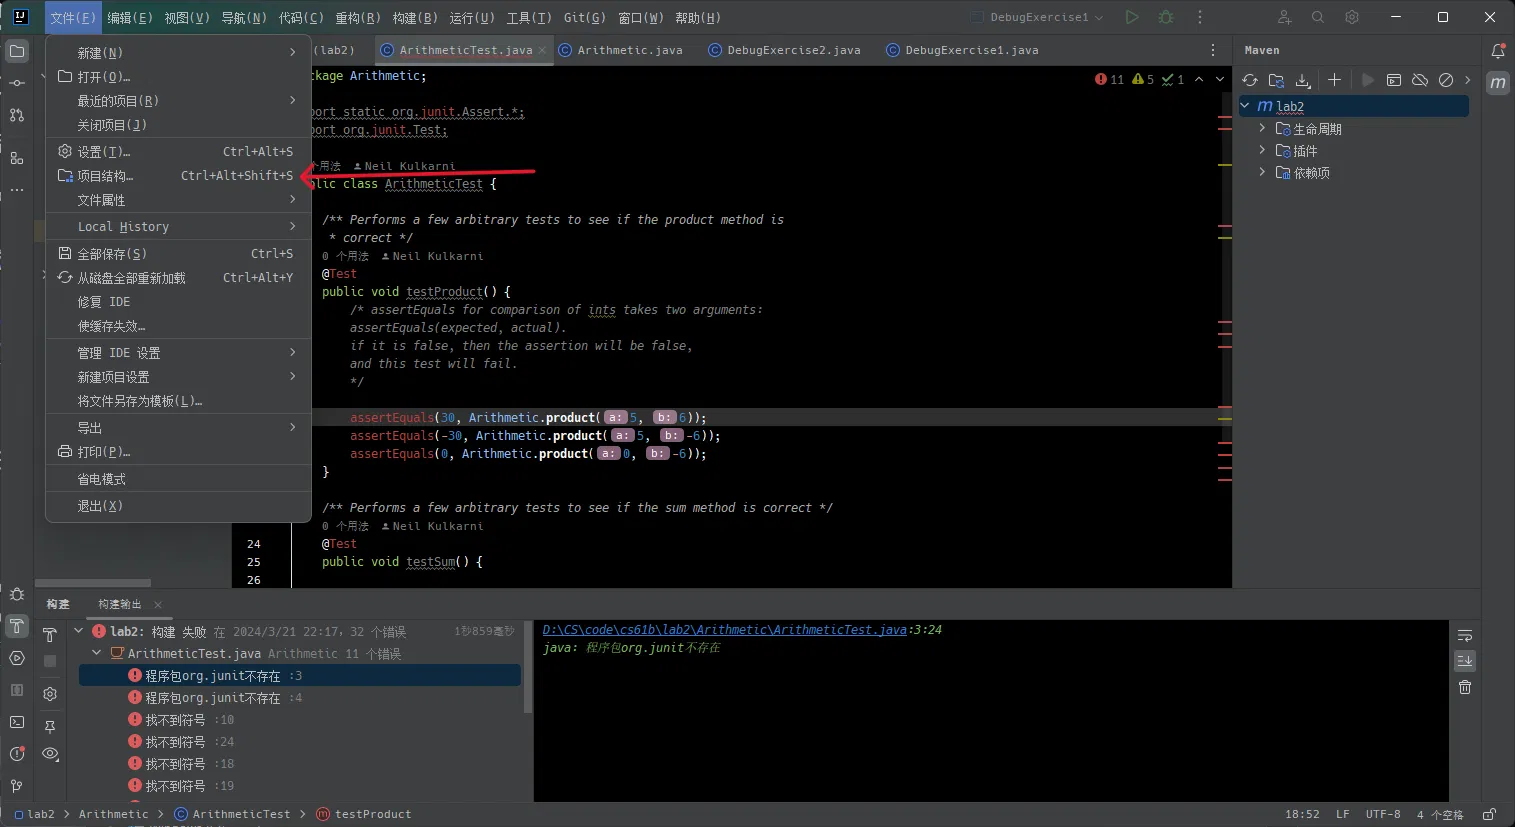 文件(F) 编辑(E) 视图(V) 导航(N) 代码(C) 重构(R) 构建(B) 运行(U) 工具(T) Git(G) 窗口(W) 帮助(H) DebugExercise1
(lab2) ArithmeticTest.java Arithmetic.java DebugExercise2.java DebugExercise1.java Maven
新建(N)
打开(O)...
最近的项目(R)
关闭项目(J)
设置(T)... Ctrl+Alt+S
项目结构... Ctrl+Alt+Shift+S
文件属性
Local History
全部保存(S) Ctrl+S
从磁盘全部重新加载 Ctrl+Alt+Y
修复 IDE
使缓存失效...
管理 IDE 设置
新建项目设置
将文件另存为模板(L)...
导出
打印(P)...
省电模式
退出(X)
ckage Arithmetic;
11 5 1
port static org.junit.Assert.*;
port org.junit.Test;
个用法 Neil Kulkarni
blic class ArithmeticTest {
/** Performs a few arbitrary tests to see if the product method is
* correct */
0 个用法 Neil Kulkarni
@Test
public void testProduct() {
/* assertEquals for comparison of ints takes two arguments:
assertEquals(expected, actual).
if it is false, then the assertion will be false,
and this test will fail.
*/
assertEquals(30, Arithmetic.product( a: 5, b: 6));
assertEquals(-30, Arithmetic.product( a: 5, b: -6));
assertEquals(0, Arithmetic.product( a: 0, b: -6));
}
/** Performs a few arbitrary tests to see if the sum method is correct */
0 个用法 Neil Kulkarni
24 @Test
25 public void testSum() {
26
m lab2
生命周期
插件
依赖项
m
构建 构建输出
lab2: 构建 失败 在 2024/3/21 22:17, 32 个错误 1秒859毫秒
ArithmeticTest.java Arithmetic 11 个错误
程序包org.junit不存在 :3
程序包org.junit不存在 :4
找不到符号 :10
找不到符号 :24
找不到符号 :18
找不到符号 :19
D:\CS\code\cs61b\lab2\Arithmetic\ArithmeticTest.java:3:24
java: 程序包org.junit不存在
lab2 > Arithmetic > ArithmeticTest > testProduct 18:52 LF UTF-8 4 个空格